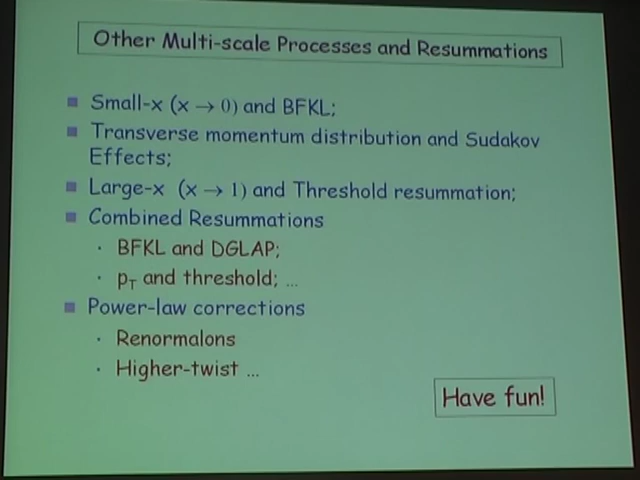 Other Multi-scale Processes and Resummations
Small-x (x → 0) and BFKL;
Transverse momentum distribution and Sudakov
Effects;
Large-x (x → 1) and Threshold resummation;
Combined Resummations
· BFKL and DGLAP;
· pT and threshold; ...
Power-law corrections
· Renormalons
· Higher-twist ...
Have fun!